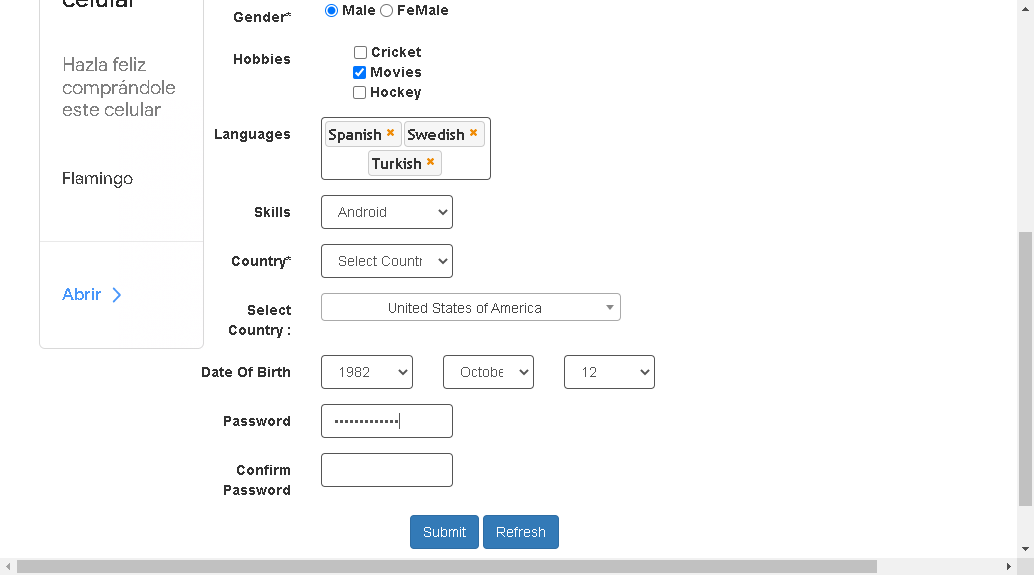 celular
Hazla feliz
comprándole
este celular
Flamingo
Abrir
Gender* Male FeMale
Hobbies Cricket
Movies
Hockey
Languages Spanish Swedish
Turkish
Skills Android
Country* Select Countr
Select
Country :
United States of America
Date Of Birth 1982 Octobe 12
Password
Confirm
Password
Submit Refresh